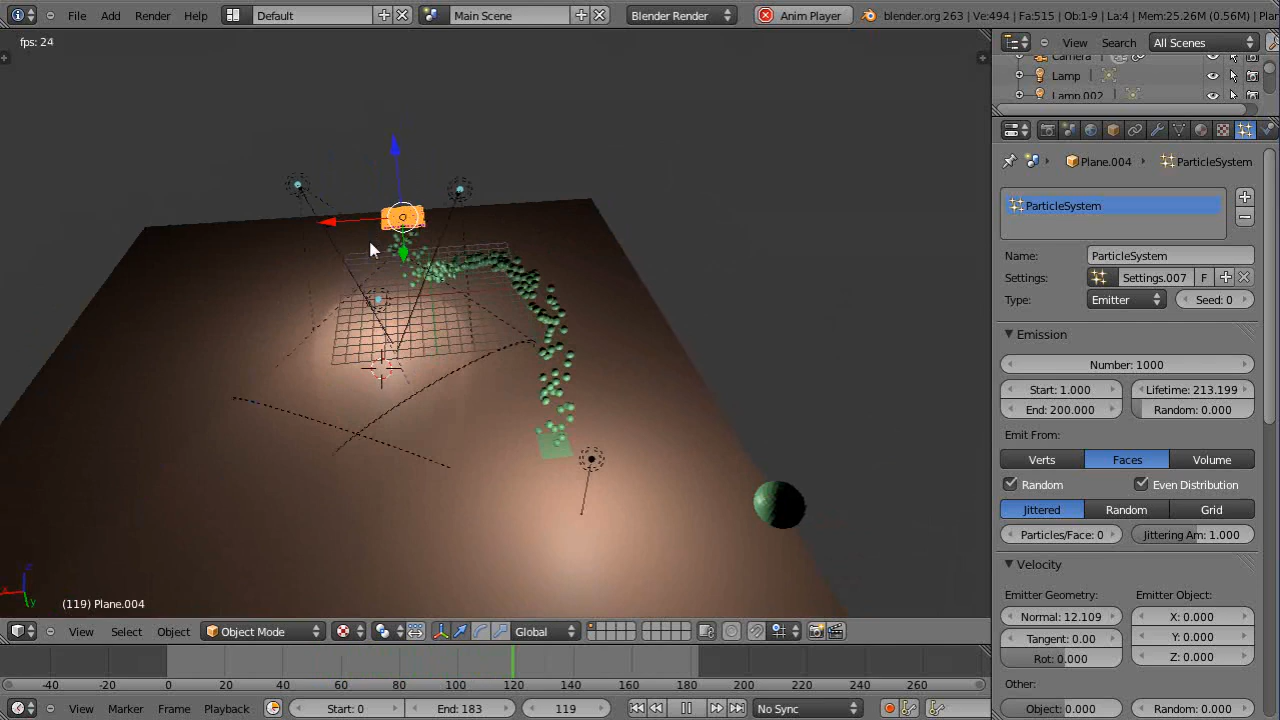 File Add Render Help Default Main Scene Blender Render Anim Player blender.org 263 | Ve:494 | Fa:515 | Ob:1-9 | La:4 | Mem:25.26M (0.56M) | Plan
fps: 24
View Search All Scenes
Camera
Lamp
Lamp.002
Plane.004 ParticleSystem
ParticleSystem
Name: ParticleSystem
Settings: Settings.007 F
Type: Emitter Seed: 0
Emission
Number: 1000
Start: 1.000 Lifetime: 213.199
End: 200.000 Random: 0.000
Emit From:
Verts Faces Volume
Random Even Distribution
Jittered Random Grid
Particles/Face: 0 Jittering Am: 1.000
Velocity
Emitter Geometry: Emitter Object:
Normal: 12.109 X: 0.000
Tangent: 0.00 Y: 0.000
Rot: 0.000 Z: 0.000
Other:
Object: 0.000 Random: 0.000
z
x
y
(119) Plane.004
View Select Object Object Mode Global
-40 -20 0 20 40 60 80 100 120 140 160 180 200 220 240 260
View Marker Frame Playback Start: 0 End: 183 119 No Sync